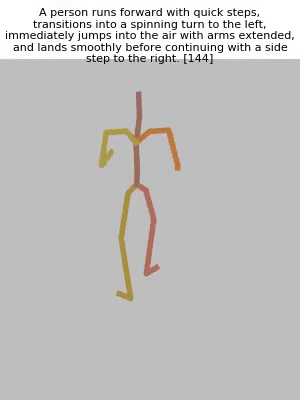 A person runs forward with quick steps,
transitions into a spinning turn to the left,
immediately jumps into the air with arms extended,
and lands smoothly before continuing with a side
step to the right. [144]